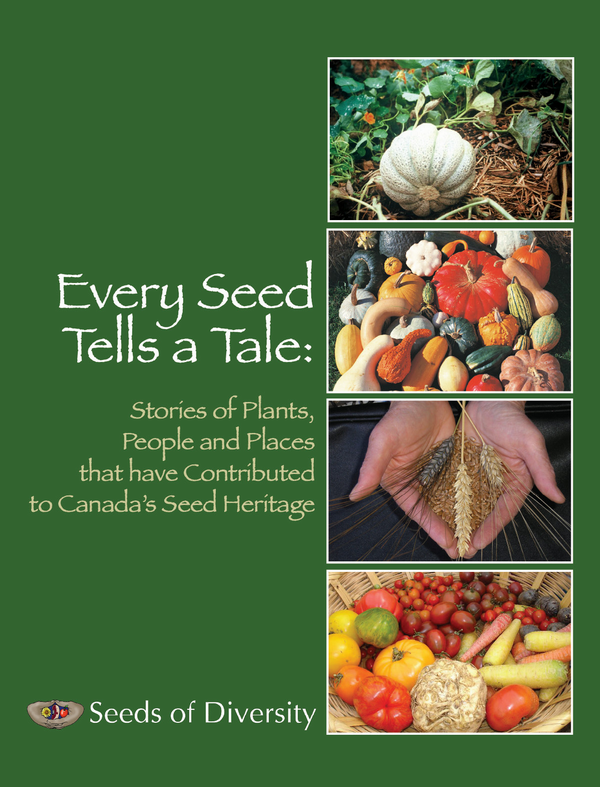 Every Seed
Tells a Tale:
Stories of Plants,
People and Places
that have Contributed
to Canada's Seed Heritage
Seeds of Diversity